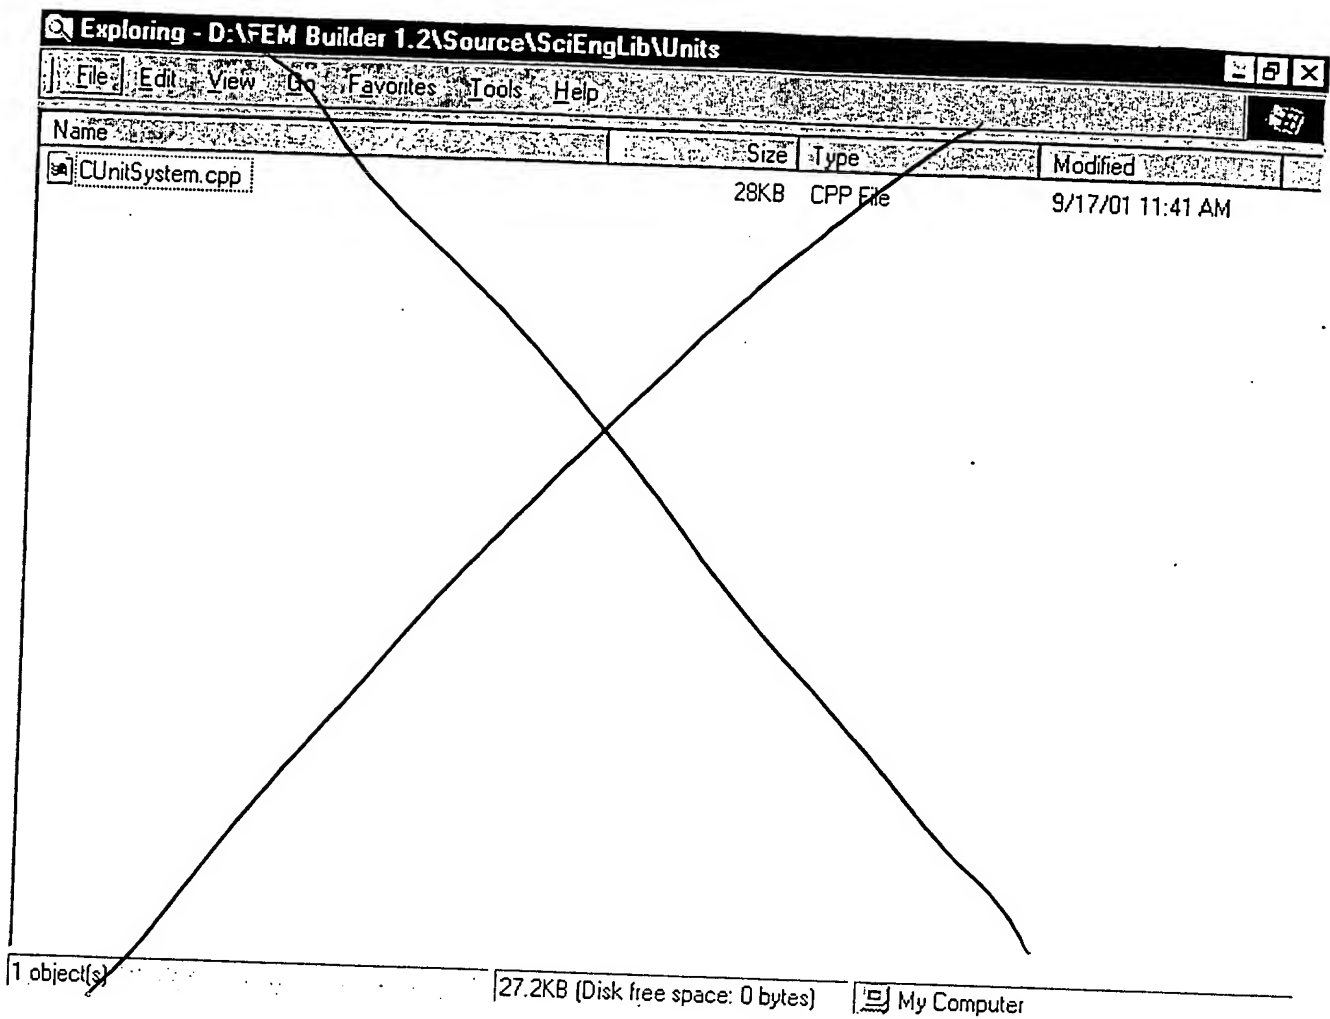 Exploring - D:\FEM Builder 1.2\Source\SciEngLib\Units
File Edit View Go Favorites Tools Help
Name Size Type Modified
CUnitSystem.cpp 28KB CPP File 9/17/01 11:41 AM
1 object(s) 27.2KB (Disk free space: 0 bytes) My Computer